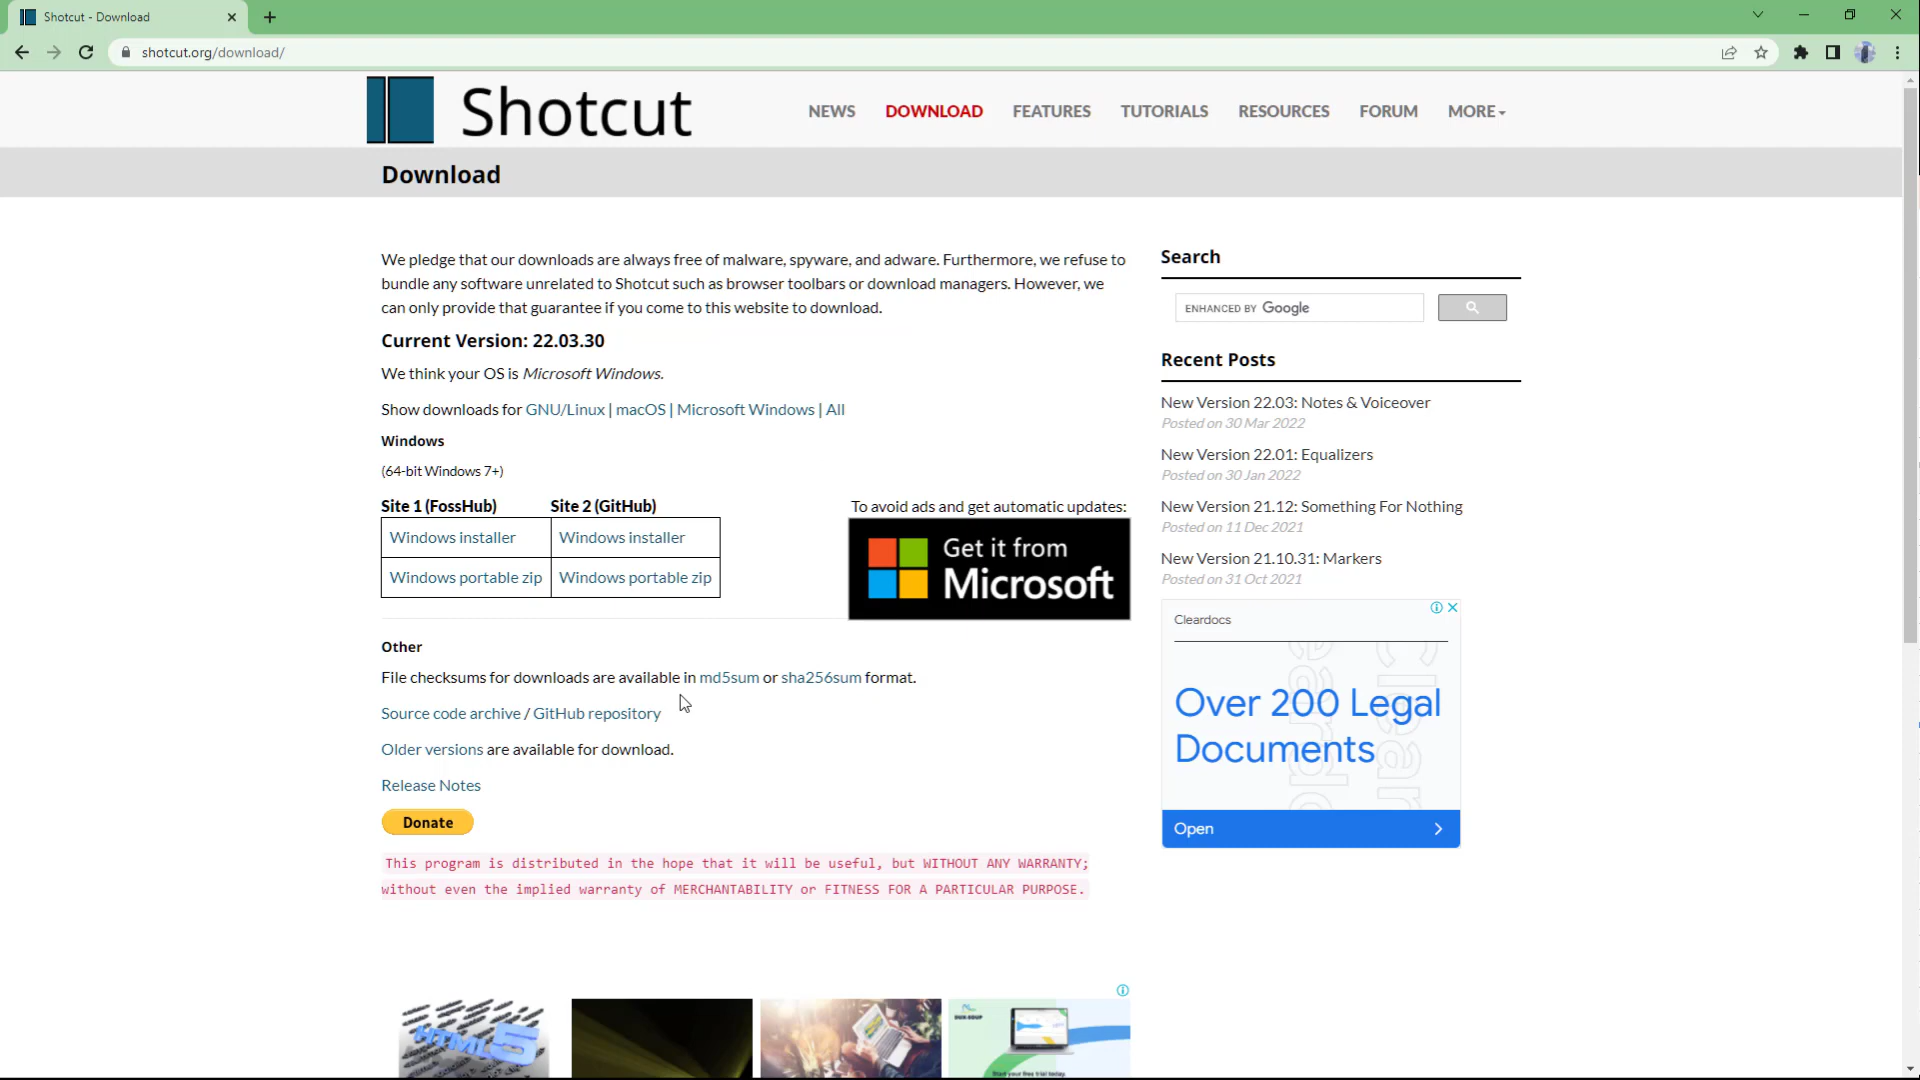 Shotcut - Download
shotcut.org/download/
Shotcut
NEWS
DOWNLOAD
FEATURES
TUTORIALS
RESOURCES
FORUM
MORE
Download
We pledge that our downloads are always free of malware, spyware, and adware. Furthermore, we refuse to
bundle any software unrelated to Shotcut such as browser toolbars or download managers. However, we
can only provide that guarantee if you come to this website to download.
Current Version: 22.03.30
We think your OS is Microsoft Windows.
Show downloads for GNU/Linux | macOS | Microsoft Windows | All
Windows
(64-bit Windows 7+)
Site 1 (FossHub)
Site 2 (GitHub)
Windows installer
Windows installer
Windows portable zip
Windows portable zip
To avoid ads and get automatic updates:
Get it from
Microsoft
Other
File checksums for downloads are available in md5sum or sha256sum format.
Source code archive / GitHub repository
Older versions are available for download.
Release Notes
Donate
This program is distributed in the hope that it will be useful, but WITHOUT ANY WARRANTY;
without even the implied warranty of MERCHANTABILITY or FITNESS FOR A PARTICULAR PURPOSE.
Search
ENHANCED BY Google
Recent Posts
New Version 22.03: Notes & Voiceover
Posted on 30 Mar 2022
New Version 22.01: Equalizers
Posted on 30 Jan 2022
New Version 21.12: Something For Nothing
Posted on 11 Dec 2021
New Version 21.10.31: Markers
Posted on 31 Oct 2021
Cleardocs
Over 200 Legal
Documents
Open
HTML5
Start your free trial today.